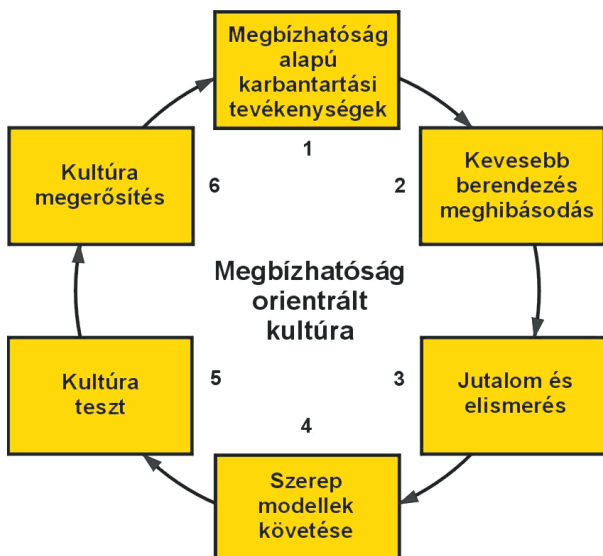 Megbízhatóság
alapú
karbantartási
tevékenységek
1
Kevesebb
berendezés
meghibásodás
2
Jutalom és
elismerés
3
Szerep
modellek
követése
4
Kultúra
teszt
5
Kultúra
megerősítés
6
Megbízhatóság
orientrált
kultúra